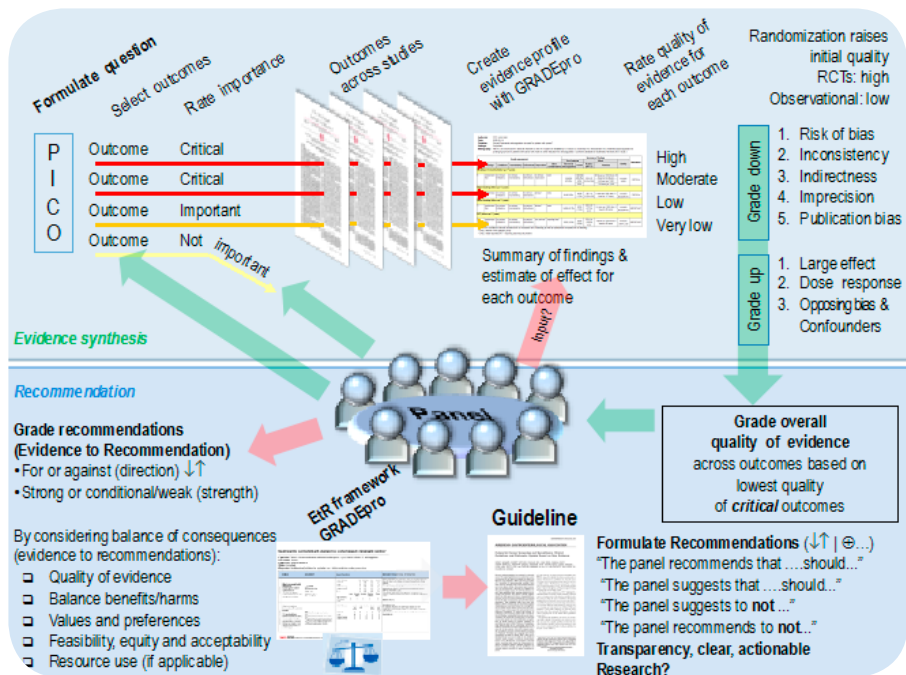 Formulate question
Select outcomes
Rate importance
Outcomes
across studies
Create
evidence profile
with GRADEpro
Rate quality of
evidence for
each outcome
Randomization raises
initial quality
RCTs: high
Observational: low
P
I
C
O
Outcome Critical
Outcome Critical
Outcome Important
Outcome Not important
High
Moderate
Low
Very low
Summary of findings &
estimate of effect for
each outcome
Grade down
1. Risk of bias
2. Inconsistency
3. Indirectness
4. Imprecision
5. Publication bias
Grade up
1. Large effect
2. Dose response
3. Opposing bias &
Confounders
Evidence synthesis
Input?
Recommendation
Panel
Grade recommendations
(Evidence to Recommendation)
•For or against (direction) ↓↑
•Strong or conditional/weak (strength)
By considering balance of consequences
(evidence to recommendations):
❑ Quality of evidence
❑ Balance benefits/harms
❑ Values and preferences
❑ Feasibility, equity and acceptability
❑ Resource use (if applicable)
EtR framework
GRADEpro
Guideline
Grade overall
quality of evidence
across outcomes based on
lowest quality
of critical outcomes
Formulate Recommendations (↓↑ | ⊕...)
“The panel recommends that ....should...”
“The panel suggests that ....should...”
“The panel suggests to not ...”
“The panel recommends to not...”
Transparency, clear, actionable
Research?